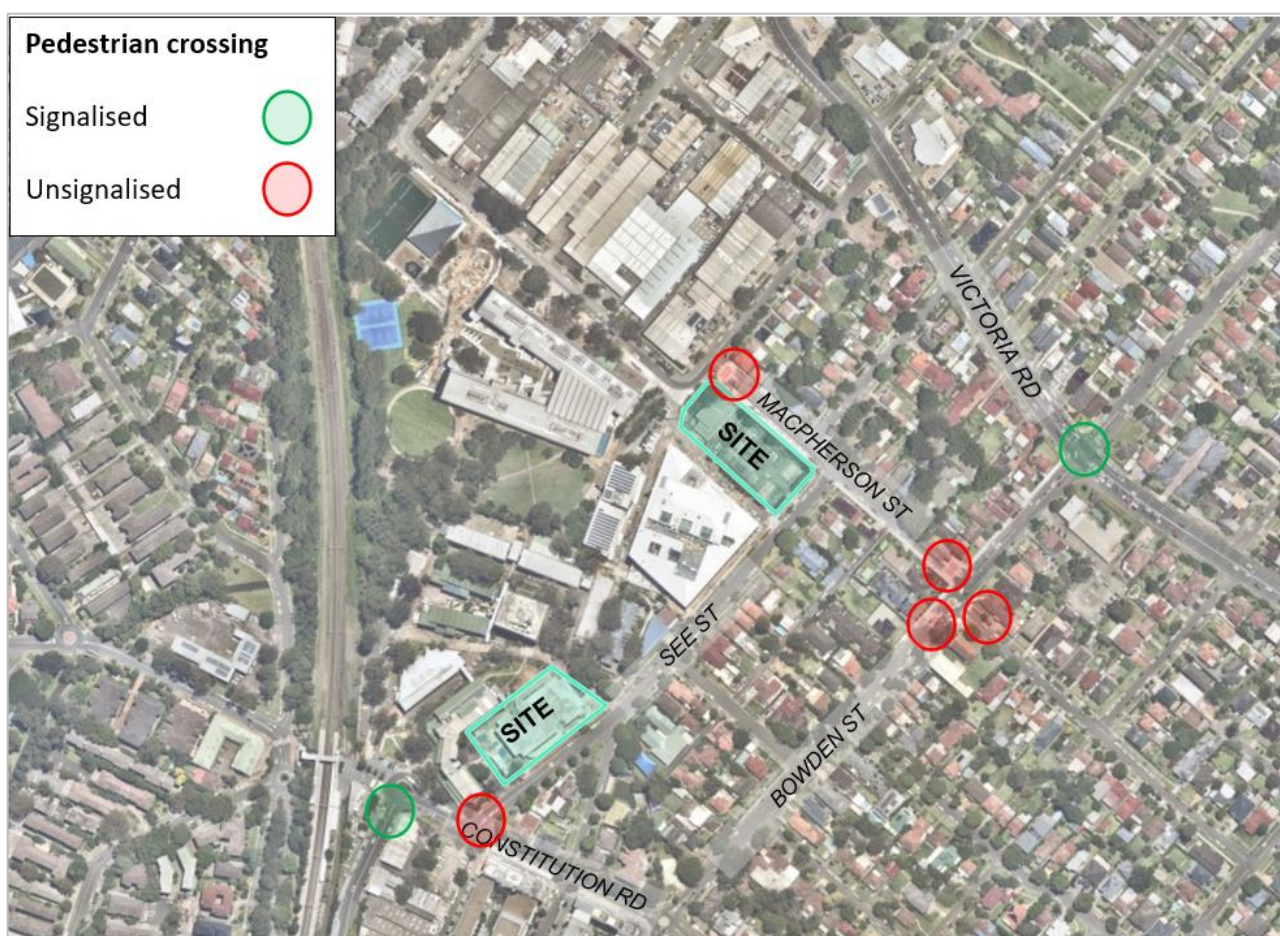 Pedestrian crossing
Signalised
Unsignalised
VICTORIA RD
MACPHERSON ST
SITE
SEE ST
SITE
BOWDEN ST
CONSTITUTION RD